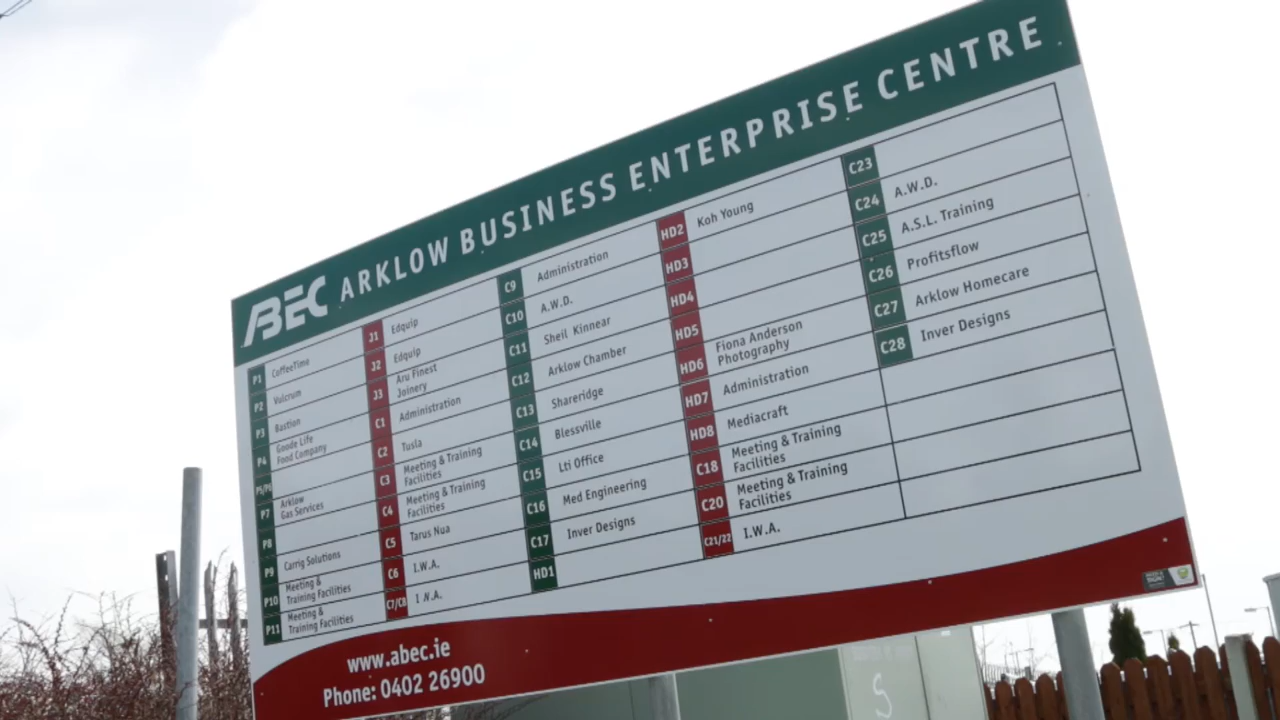 ABEC ARKLOW BUSINESS ENTERPRISE CENTRE
P1 CoffeeTime
P2 Vulcrum
P3 Bastion
P4 Goode Life
Food Company
P5/P6
P7 Arklow
Gas Services
P8
P9 Carrig Solutions
P10 Meeting &
Training Facilities
P11 Meeting &
Training Facilities
J1 Edquip
J2 Edquip
J3 Aru Finest
Joinery
C1 Administration
C2 Tusla
C3 Meeting & Training
Facilities
C4 Meeting & Training
Facilities
C5 Tarus Nua
C6 I.W.A.
C7/C8 I.W.A.
C9 Administration
C10 A.W.D.
C11 Sheil Kinnear
C12 Arklow Chamber
C13 Shareridge
C14 Blessville
C15 Lti Office
C16 Med Engineering
C17 Inver Designs
HD1
HD2 Koh Young
HD3
HD4
HD5
HD6 Fiona Anderson
Photography
HD7 Administration
HD8 Mediacraft
C18 Meeting & Training
Facilities
C20 Meeting & Training
Facilities
C21/22 I.W.A.
C23
C24 A.W.D.
C25 A.S.L. Training
C26 Profitsflow
C27 Arklow Homecare
C28 Inver Designs
www.abec.ie
Phone: 0402 26900
S